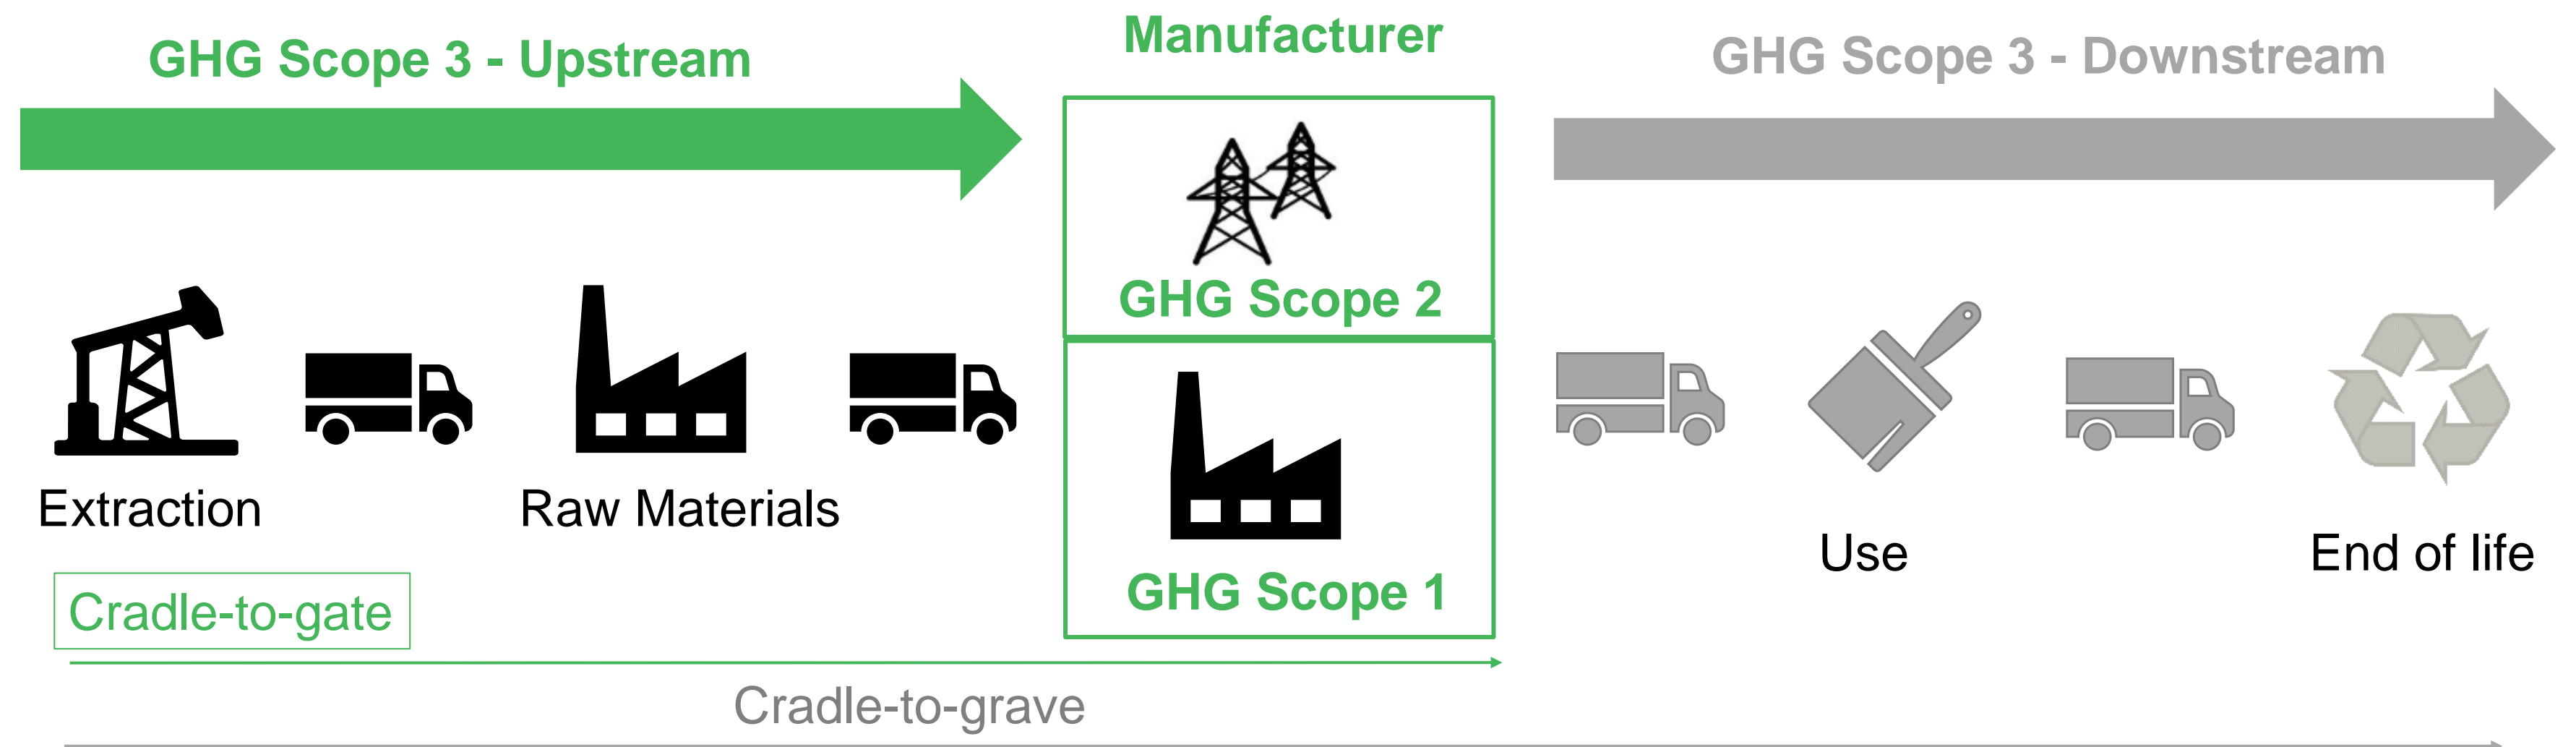 GHG Scope 3 - Upstream
Manufacturer
GHG Scope 3 - Downstream
GHG Scope 2
GHG Scope 1
Extraction
Raw Materials
Use
End of life
Cradle-to-gate
Cradle-to-grave